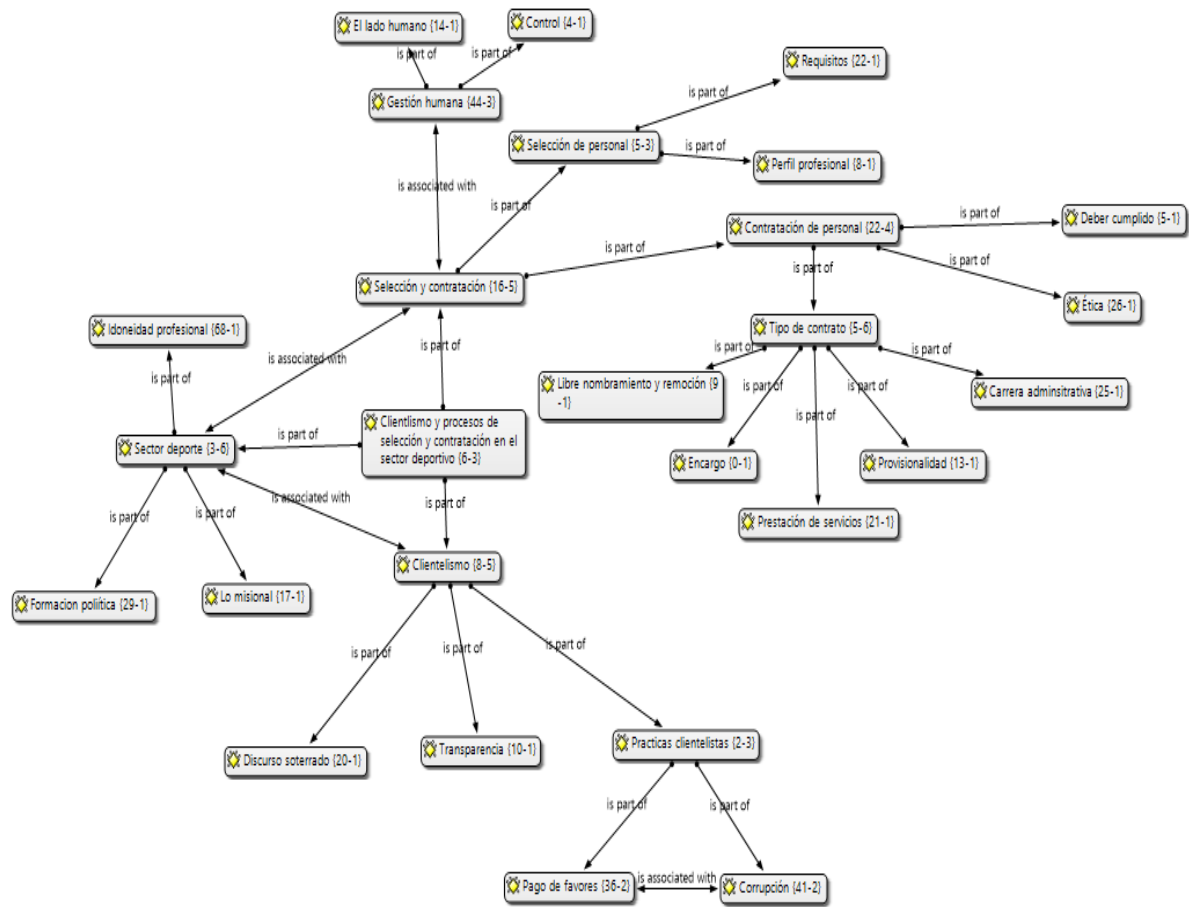 El lado humano {14-1}
Control {4-1}
is part of
is part of
Gestión humana {44-3}
Requisitos {22-1}
is part of
Selección de personal {5-3}
is part of
Perfil profesional {8-1}
is associated with
is part of
Contratación de personal {22-4}
is part of
Deber cumplido {5-1}
is part of
is part of
is part of
Selección y contratación {16-5}
Ética {26-1}
Idoneidad profesional {68-1}
Tipo de contrato {5-6}
is associated with
is part of
is part of
is part of
is part of
Libre nombramiento y remoción {9
-1}
is part of
is part of
Carrera adminsitrativa {25-1}
Clientlismo y procesos de
selección y contratación en el
sector deportivo {6-3}
is part of
Sector deporte {3-6}
Encargo {0-1}
is part of
Provisionalidad {13-1}
is associated with
is part of
is part of
is part of
Prestación de servicios {21-1}
Clientelismo {8-5}
Formacion poliítica {29-1}
Lo misional {17-1}
is part of
is part of
is part of
Discurso soterrado {20-1}
Transparencia {10-1}
Practicas clientelistas {2-3}
is part of
is part of
Pago de favores {36-2}
is associated with
Corrupción {41-2}